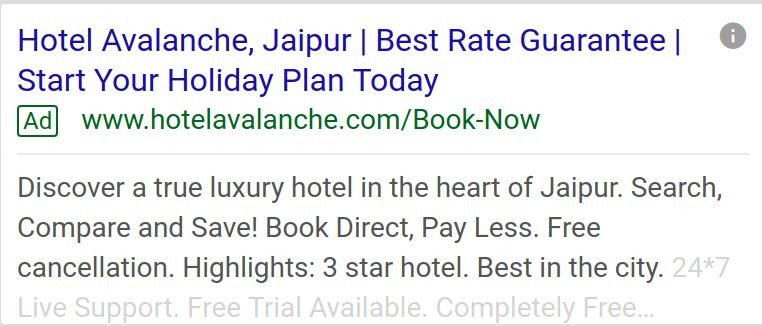 Hotel Avalanche, Jaipur | Best Rate Guarantee |
Start Your Holiday Plan Today
Ad www.hotelavalanche.com/Book-Now
Discover a true luxury hotel in the heart of Jaipur. Search,
Compare and Save! Book Direct, Pay Less. Free
cancellation. Highlights: 3 star hotel. Best in the city. 24*7
Live Support. Free Trial Available. Completely Free...